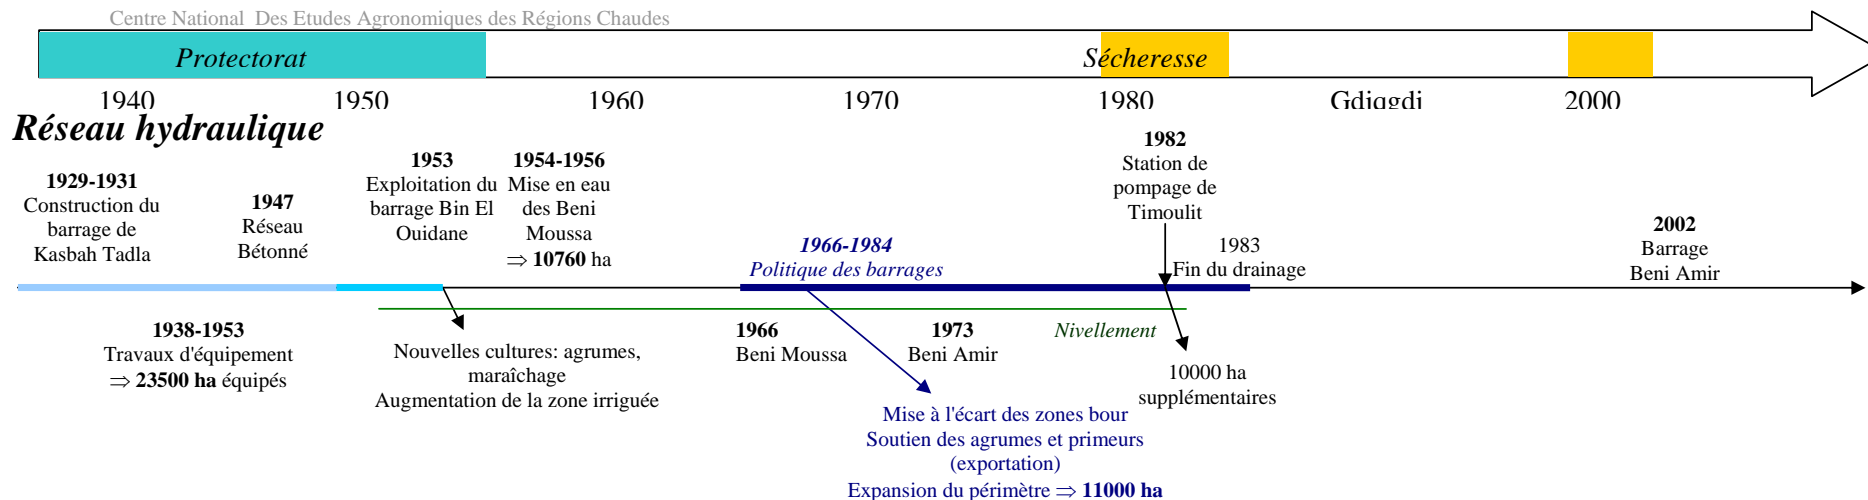 Centre National Des Etudes Agronomiques des Régions Chaudes
Protectorat
Sécheresse
1940 1950 1960 1970 1980 Gdjqgdj 2000
Réseau hydraulique
1929-1931
Construction du
barrage de
Kasbah Tadla
1947
Réseau
Bétonné
1953
Exploitation du
barrage Bin El
Ouidane
1954-1956
Mise en eau
des Beni
Moussa
⇒ 10760 ha
1966-1984
Politique des barrages
1982
Station de
pompage de
Timoulit
1983
Fin du drainage
2002
Barrage
Beni Amir
1938-1953
Travaux d'équipement
⇒ 23500 ha équipés
Nouvelles cultures: agrumes,
maraîchage
Augmentation de la zone irriguée
1966
Beni Moussa
1973
Beni Amir
Nivellement
10000 ha
supplémentaires
Mise à l'écart des zones bour
Soutien des agrumes et primeurs
(exportation)
Expansion du périmètre ⇒ 11000 ha